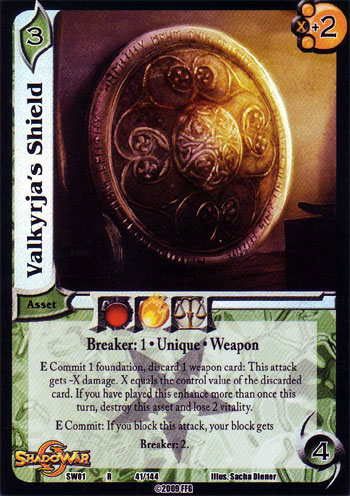 3
X +2
Valkyrja's Shield
Asset
Breaker: 1 • Unique • Weapon
E Commit 1 foundation, discard 1 weapon card: This attack
gets -X damage. X equals the control value of the discarded
card. If you have played this enhance more than once this
turn, destroy this asset and lose 2 vitality.
E Commit: If you block this attack, your block gets
Breaker: 2.
4
SHADOWAR
SW01 R 41/144 Illus. Sacha Diener
©2009 FFG